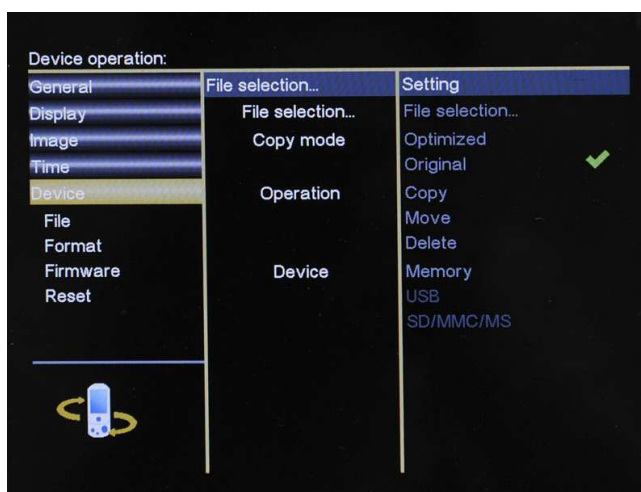 Device operation:
General File selection... Setting
Display File selection... File selection...
Image Copy mode Optimized
Time Original
Device Operation Copy
File Move
Format Delete
Firmware Device Memory
Reset USB
SD/MMC/MS